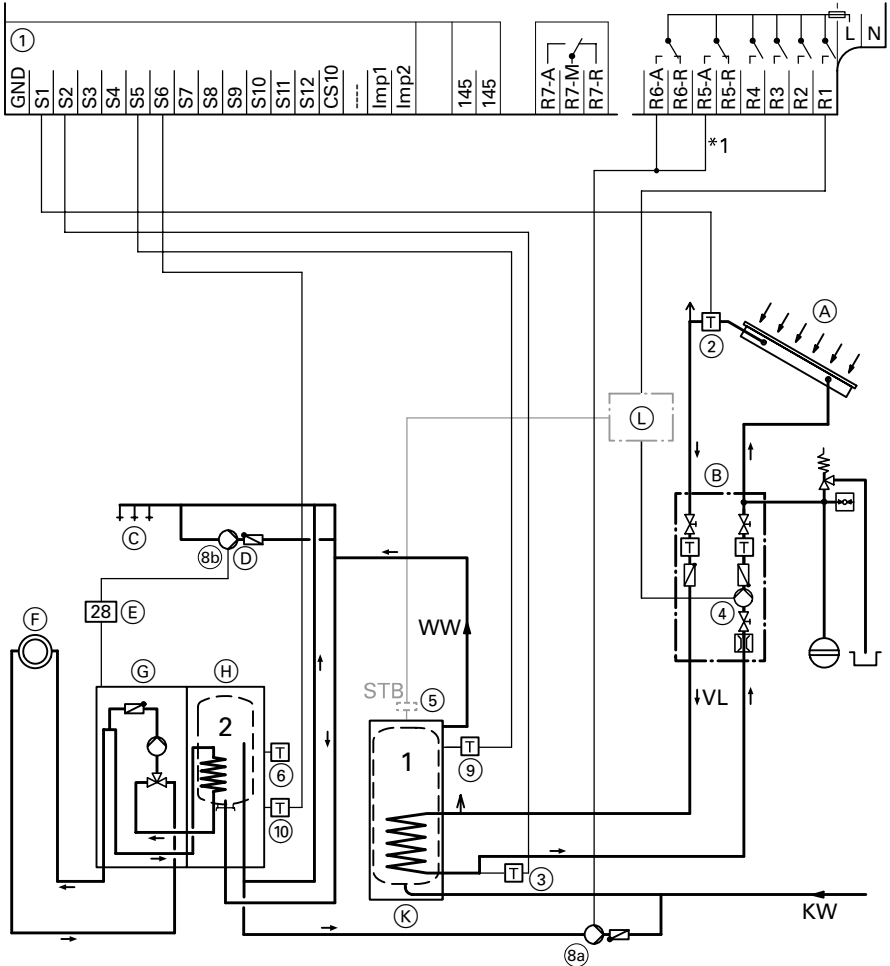 1
L N
GND S1 S2 S3 S4 S5 S6 S7 S8 S9 S10 S11 S12 CS10 ---- Imp1 Imp2 145 145 R7-A R7-M R7-R R6-A R6-R R5-A R5-R R4 R3 R2 R1
*1
A
T
2
L
B
C
8b
D
T T
28 E
4
F
WW
G H
STB 5
VL
2
1
T
6
T
9
T
10
T 3
K
KW
8a